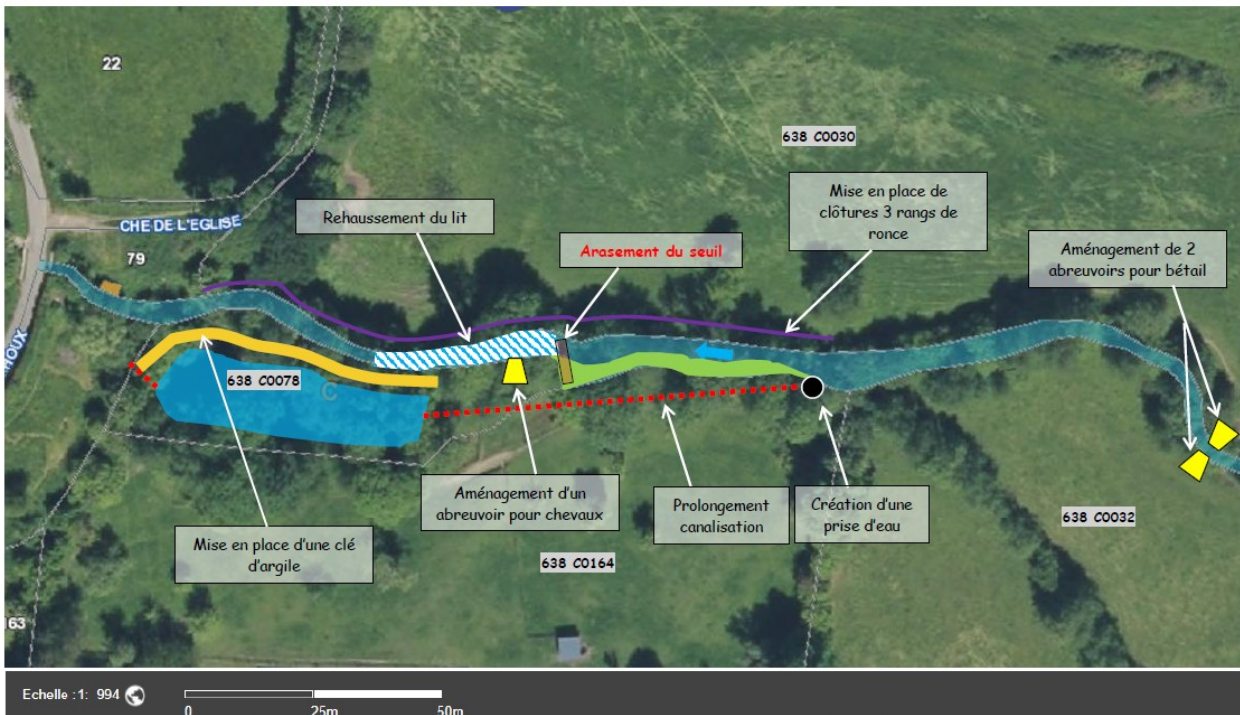 22
638 C0030
Mise en place de
clôtures 3 rangs de
ronce
Rehaussement du lit
CHE DE L'EGLISE
Arasement du seuil
Aménagement de 2
abreuvoirs pour bétail
79
HOUX
638 C0078
C
Aménagement d'un
abreuvoir pour chevaux
Prolongement
canalisation
Création d'une
prise d'eau
638 C0032
Mise en place d'une clé
d'argile
638 C0164
63
Echelle :1: 994
0
25m
50m